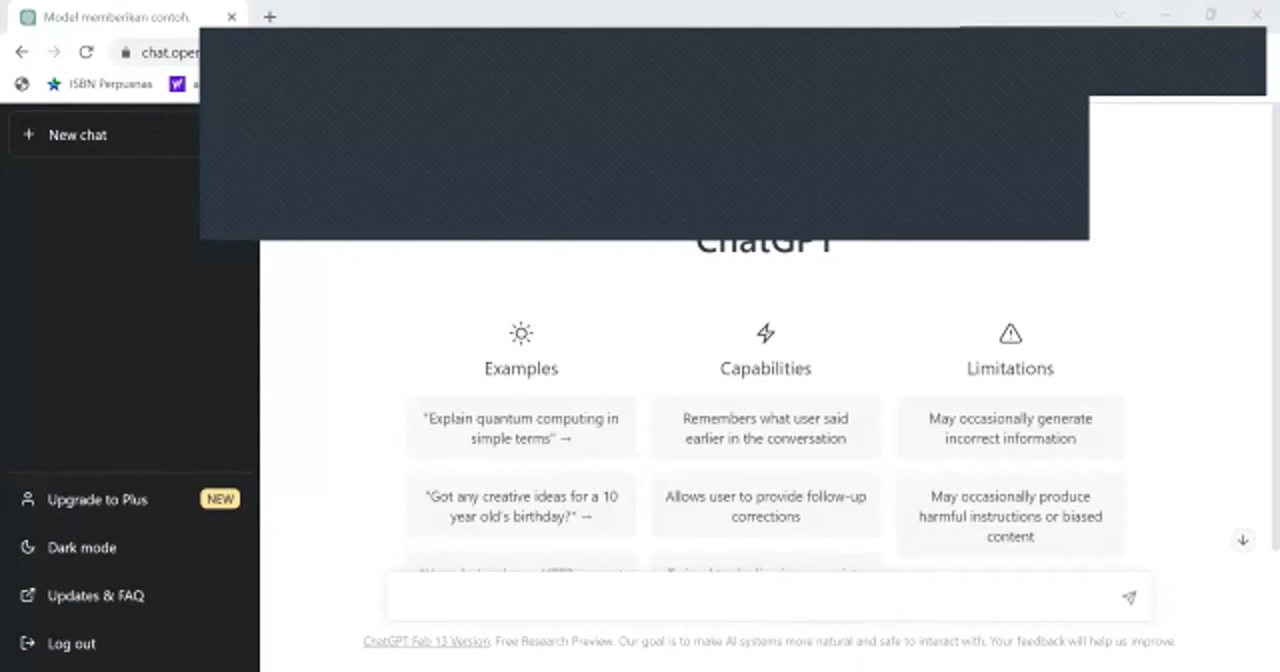 Model memberikan contoh.
chat.oper
ISBN Perpusnas
New chat
ChatGPT
Examples
Capabilities
Limitations
"Explain quantum computing in
simple terms" →
Remembers what user said
earlier in the conversation
May occasionally generate
incorrect information
"Got any creative ideas for a 10
year old's birthday?" →
Allows user to provide follow-up
corrections
May occasionally produce
harmful instructions or biased
content
Upgrade to Plus NEW
Dark mode
Updates & FAQ
Log out
ChatGPT Feb 13 Version. Free Research Preview. Our goal is to make AI systems more natural and safe to interact with. Your feedback will help us improve.